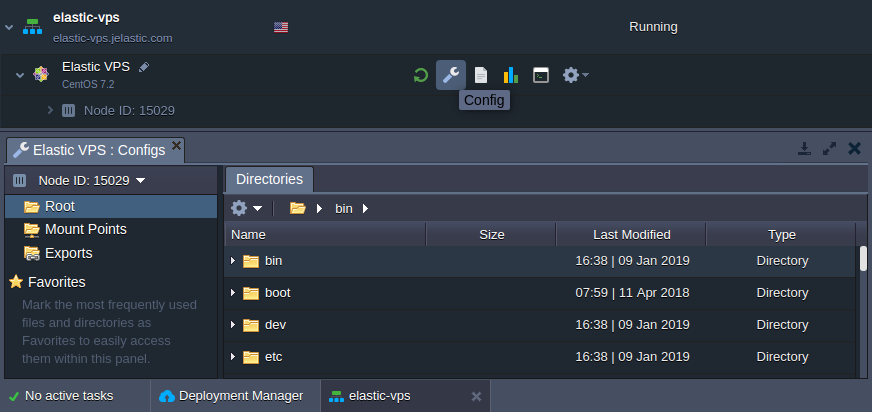 elastic-vps
elastic-vps.jelastic.com
Running
Elastic VPS
CentOS 7.2
Config
Node ID: 15029
Elastic VPS : Configs
Node ID: 15029
Directories
Root
Mount Points
Exports
Favorites
Mark the most frequently used
files and directories as
Favorites to easily access
them within this panel.
bin
Name Size Last Modified Type
bin 16:38 | 09 Jan 2019 Directory
boot 07:59 | 11 Apr 2018 Directory
dev 16:38 | 09 Jan 2019 Directory
etc 16:38 | 09 Jan 2019 Directory
No active tasks Deployment Manager elastic-vps